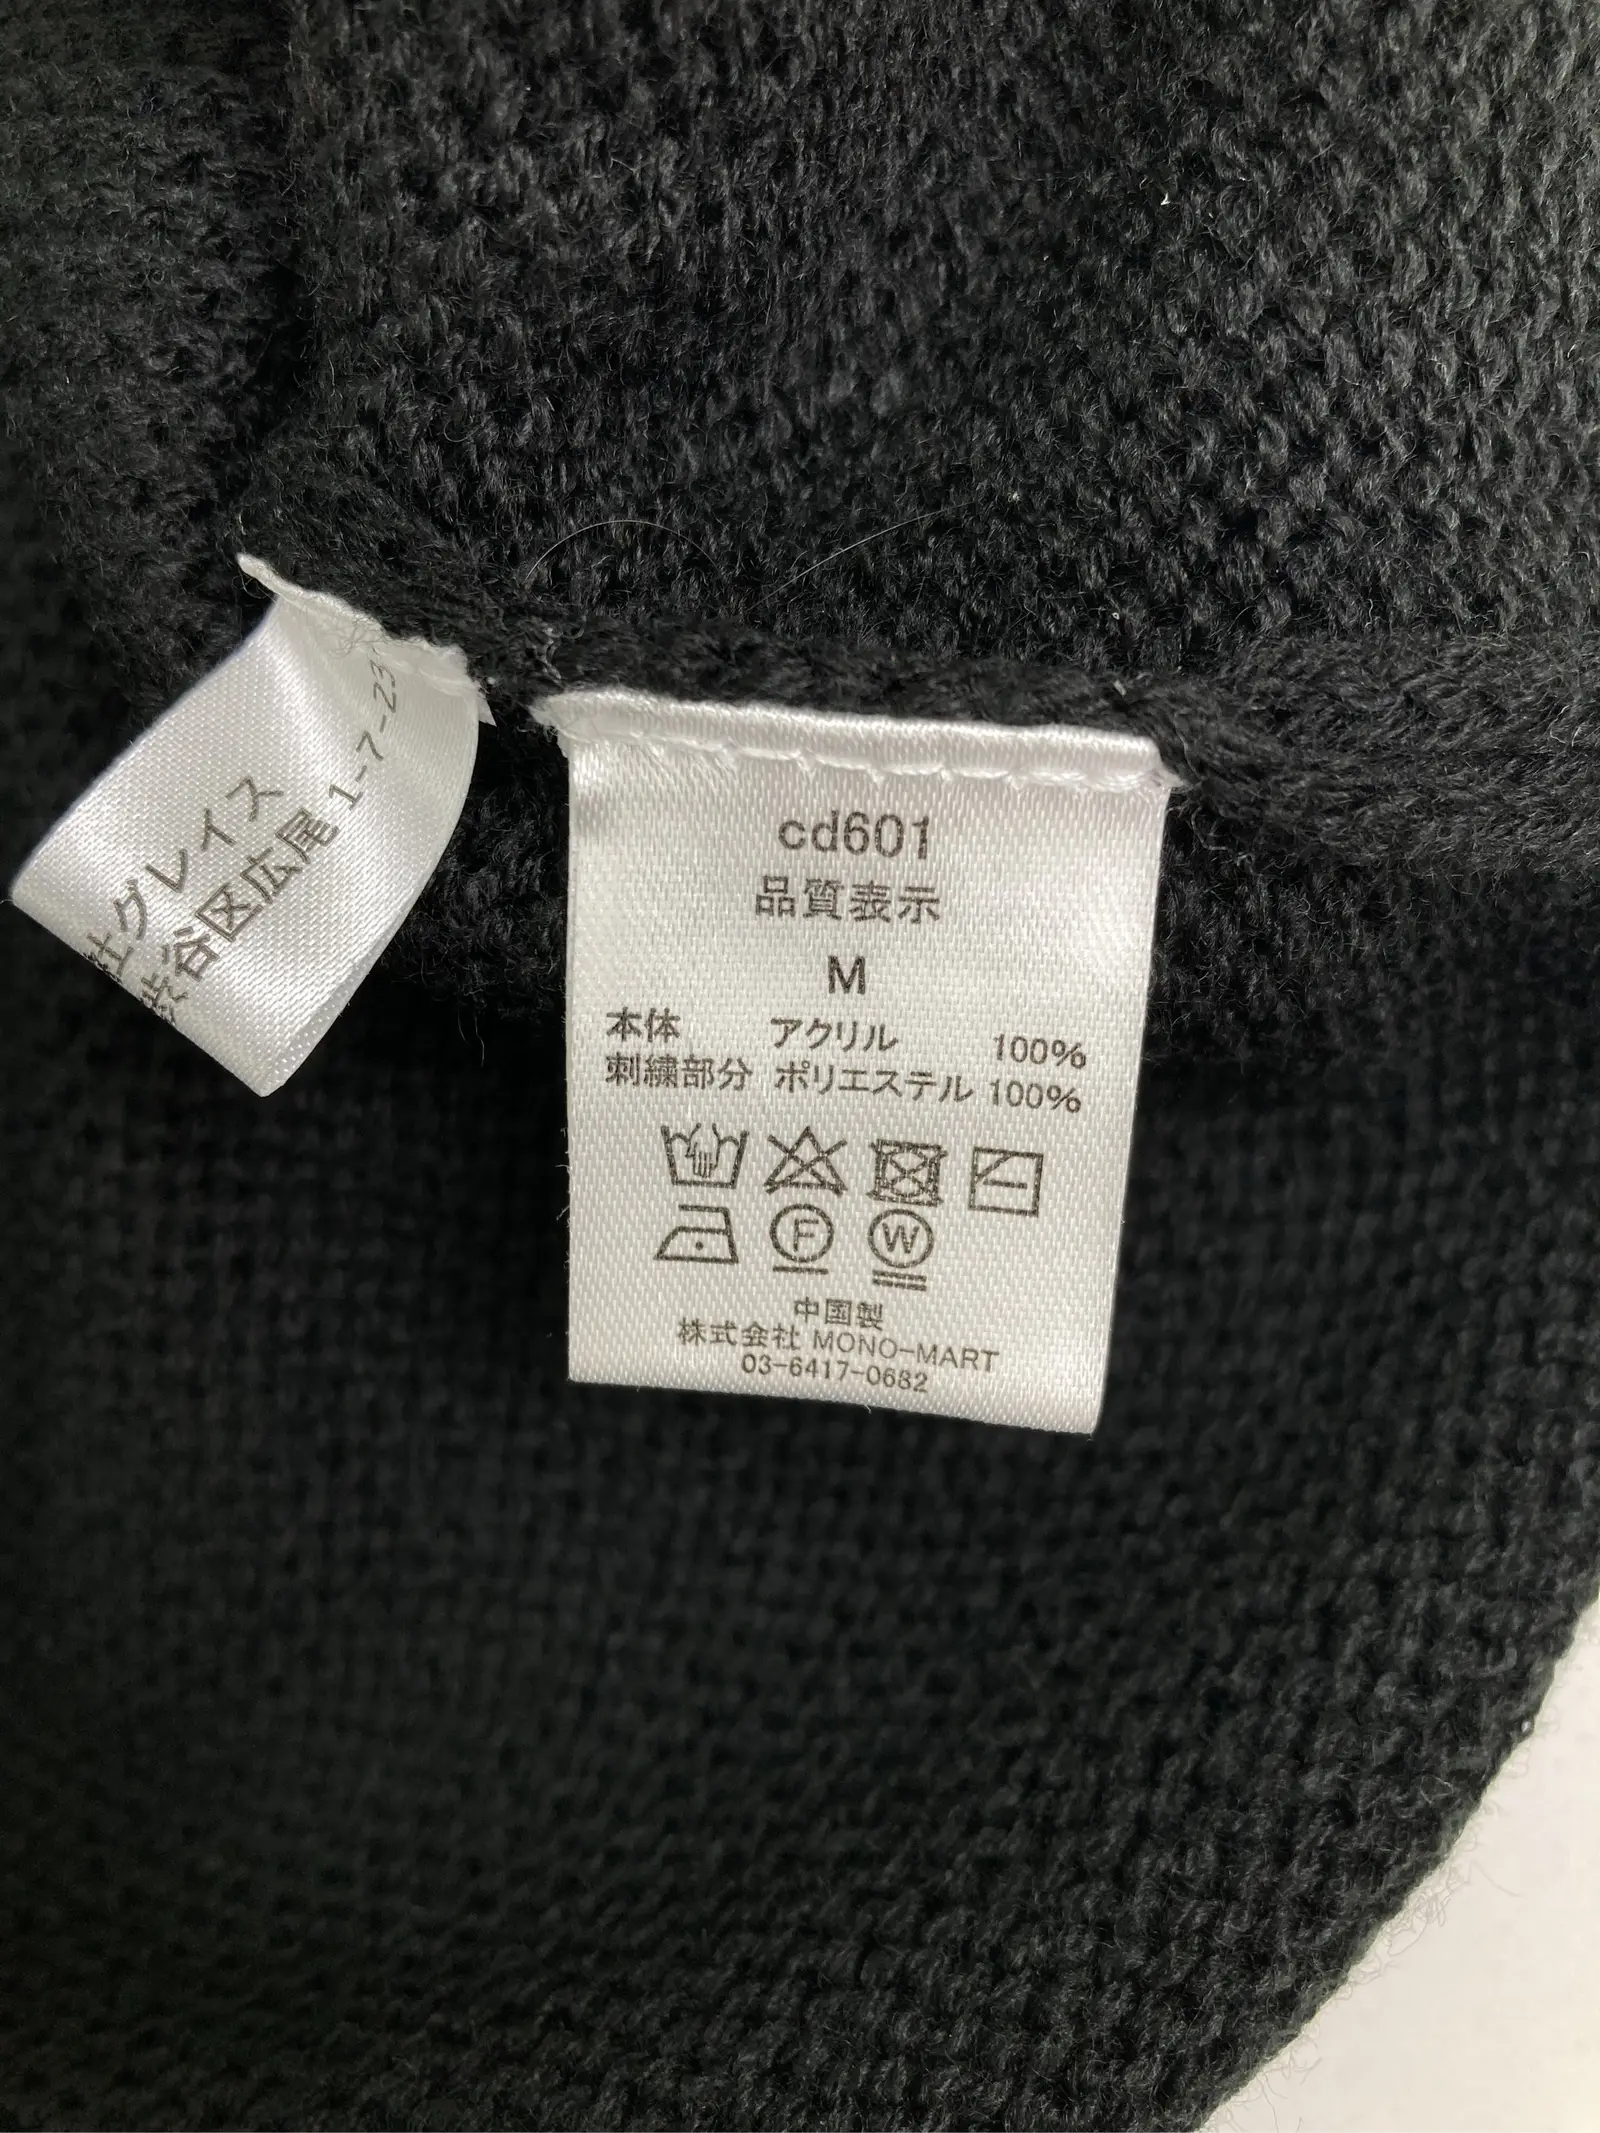 社グレイス
渋谷区広尾1-7-23
cd601
品質表示
M
本体 アクリル 100%
刺繍部分 ポリエステル 100%
F
W
中国製
株式会社 MONO-MART
03-6417-0682